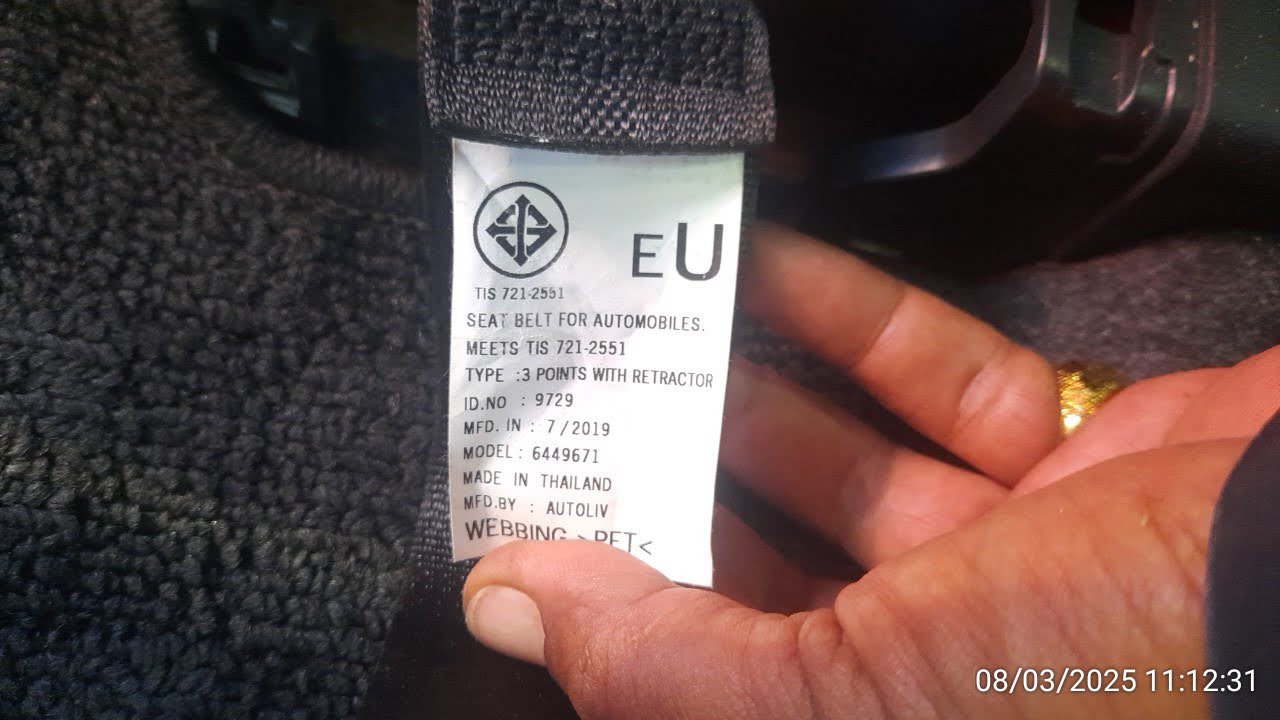 EU
TIS 721-2551
SEAT BELT FOR AUTOMOBILES.
MEETS TIS 721-2551
TYPE :3 POINTS WITH RETRACTOR
ID.NO : 9729
MFD. IN : 7/2019
MODEL : 6449671
MADE IN THAILAND
MFD.BY : AUTOLIV
WEBBING >PET<
08/03/2025 11:12:31